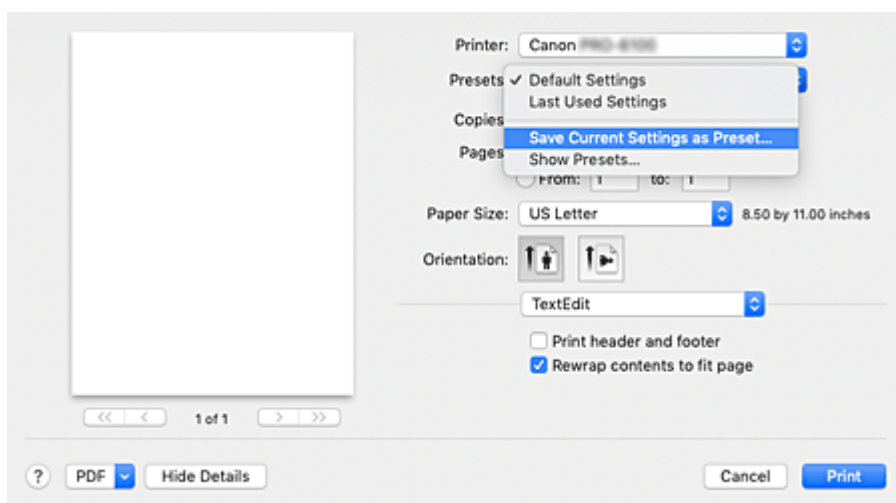 Printer: Canon
Presets ✓ Default Settings
Last Used Settings
Copies
Save Current Settings as Preset...
Pages
Show Presets...
From: 1 to: 1
Paper Size: US Letter 8.50 by 11.00 inches
Orientation:
TextEdit
Print header and footer
Rewrap contents to fit page
<< < 1 of 1 > >>
? PDF Hide Details Cancel Print